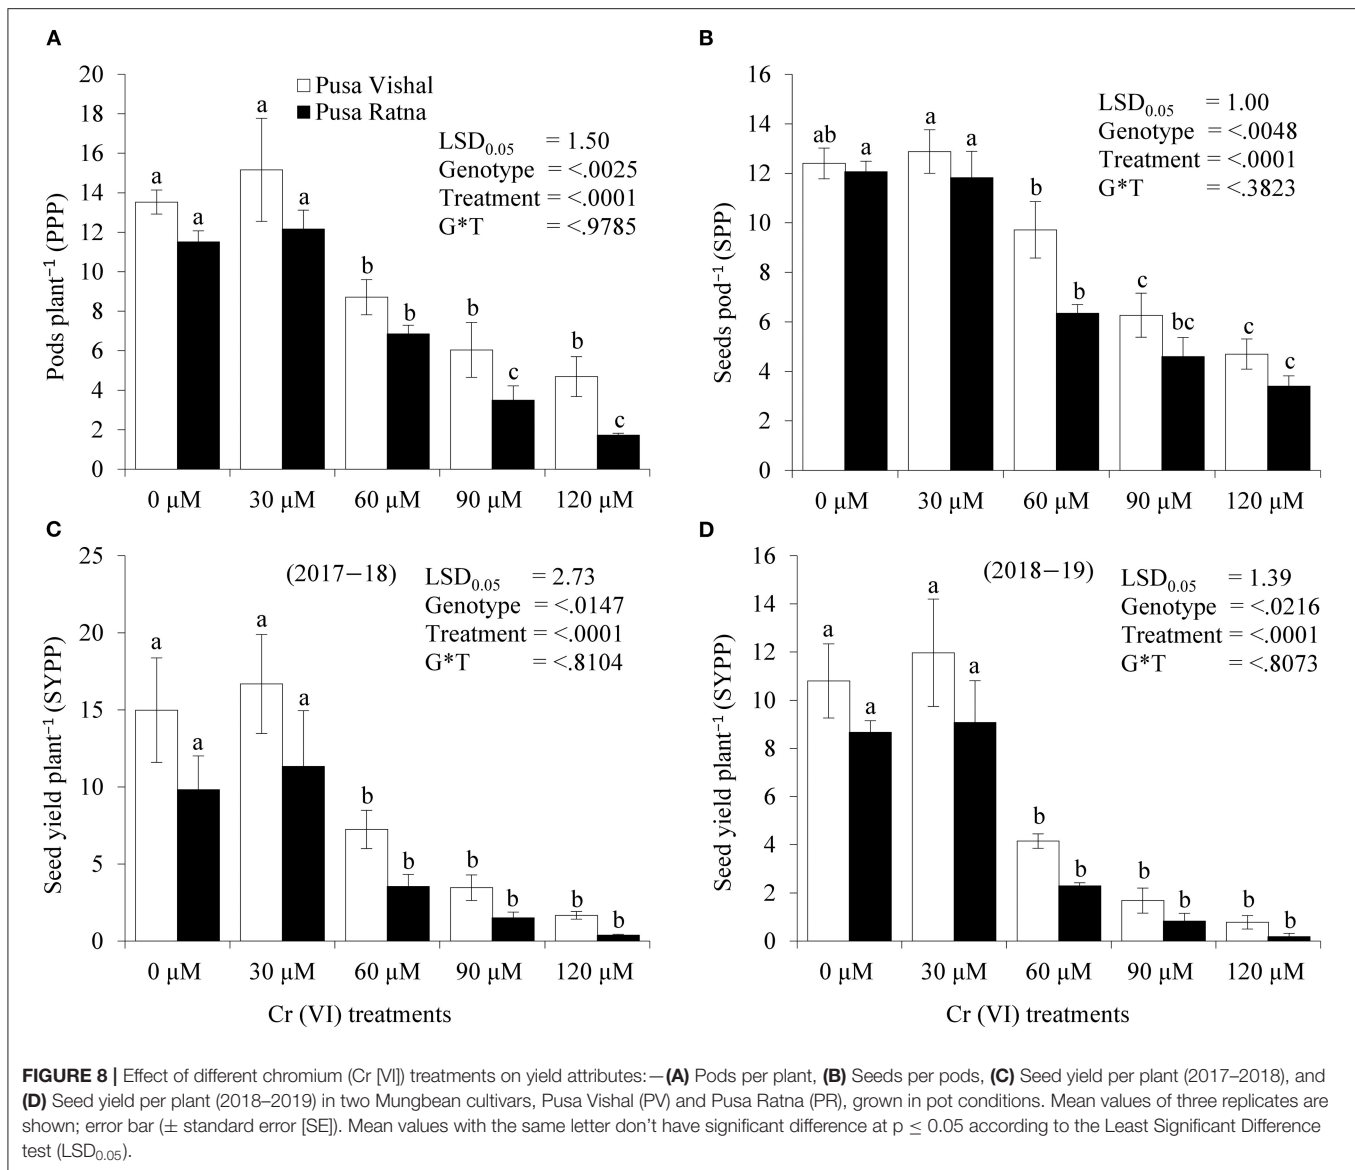 A
20
18
16
14
12
10
8
6
4
2
0
Pods plant⁻¹ (PPP)
Pusa Vishal
Pusa Ratna
LSD0.05 = 1.50
Genotype = <.0025
Treatment = <.0001
G*T = <.9785
a
a
a
a
b
b
b
c
b
c
0 µM 30 µM 60 µM 90 µM 120 µM
B
16
14
12
10
8
6
4
2
0
Seeds pod⁻¹ (SPP)
LSD0.05 = 1.00
Genotype = <.0048
Treatment = <.0001
G*T = <.3823
ab
a
a
a
b
b
c
bc
c
c
0 µM 30 µM 60 µM 90 µM 120 µM
C
25
20
15
10
5
0
Seed yield plant⁻¹ (SYPP)
(2017−18)
LSD0.05 = 2.73
Genotype = <.0147
Treatment = <.0001
G*T = <.8104
a
a
a
a
b
b
b
b
b
b
0 µM 30 µM 60 µM 90 µM 120 µM
Cr (VI) treatments
D
16
14
12
10
8
6
4
2
0
Seed yield plant⁻¹ (SYPP)
(2018−19)
LSD0.05 = 1.39
Genotype = <.0216
Treatment = <.0001
G*T = <.8073
a
a
a
a
b
b
b
b
b
b
0 µM 30 µM 60 µM 90 µM 120 µM
Cr (VI) treatments
FIGURE 8 | Effect of different chromium (Cr [VI]) treatments on yield attributes:—(A) Pods per plant, (B) Seeds per pods, (C) Seed yield per plant (2017–2018), and
(D) Seed yield per plant (2018–2019) in two Mungbean cultivars, Pusa Vishal (PV) and Pusa Ratna (PR), grown in pot conditions. Mean values of three replicates are
shown; error bar (± standard error [SE]). Mean values with the same letter don't have significant difference at p ≤ 0.05 according to the Least Significant Difference
test (LSD0.05).